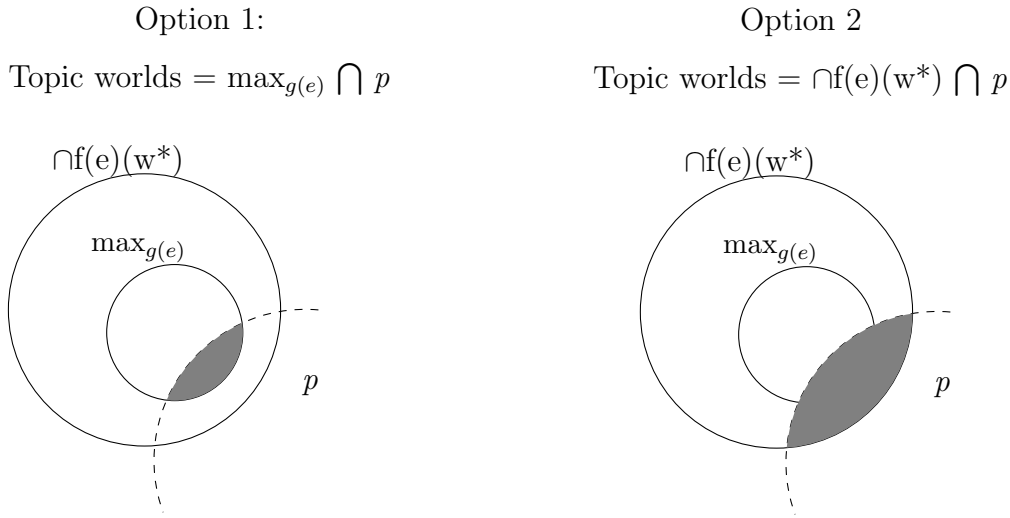 Option 1:
Topic worlds = max_{g(e)} ⋂ p
∩f(e)(w*)
max_{g(e)}
p
Option 2
Topic worlds = ∩f(e)(w*) ⋂ p
∩f(e)(w*)
max_{g(e)}
p